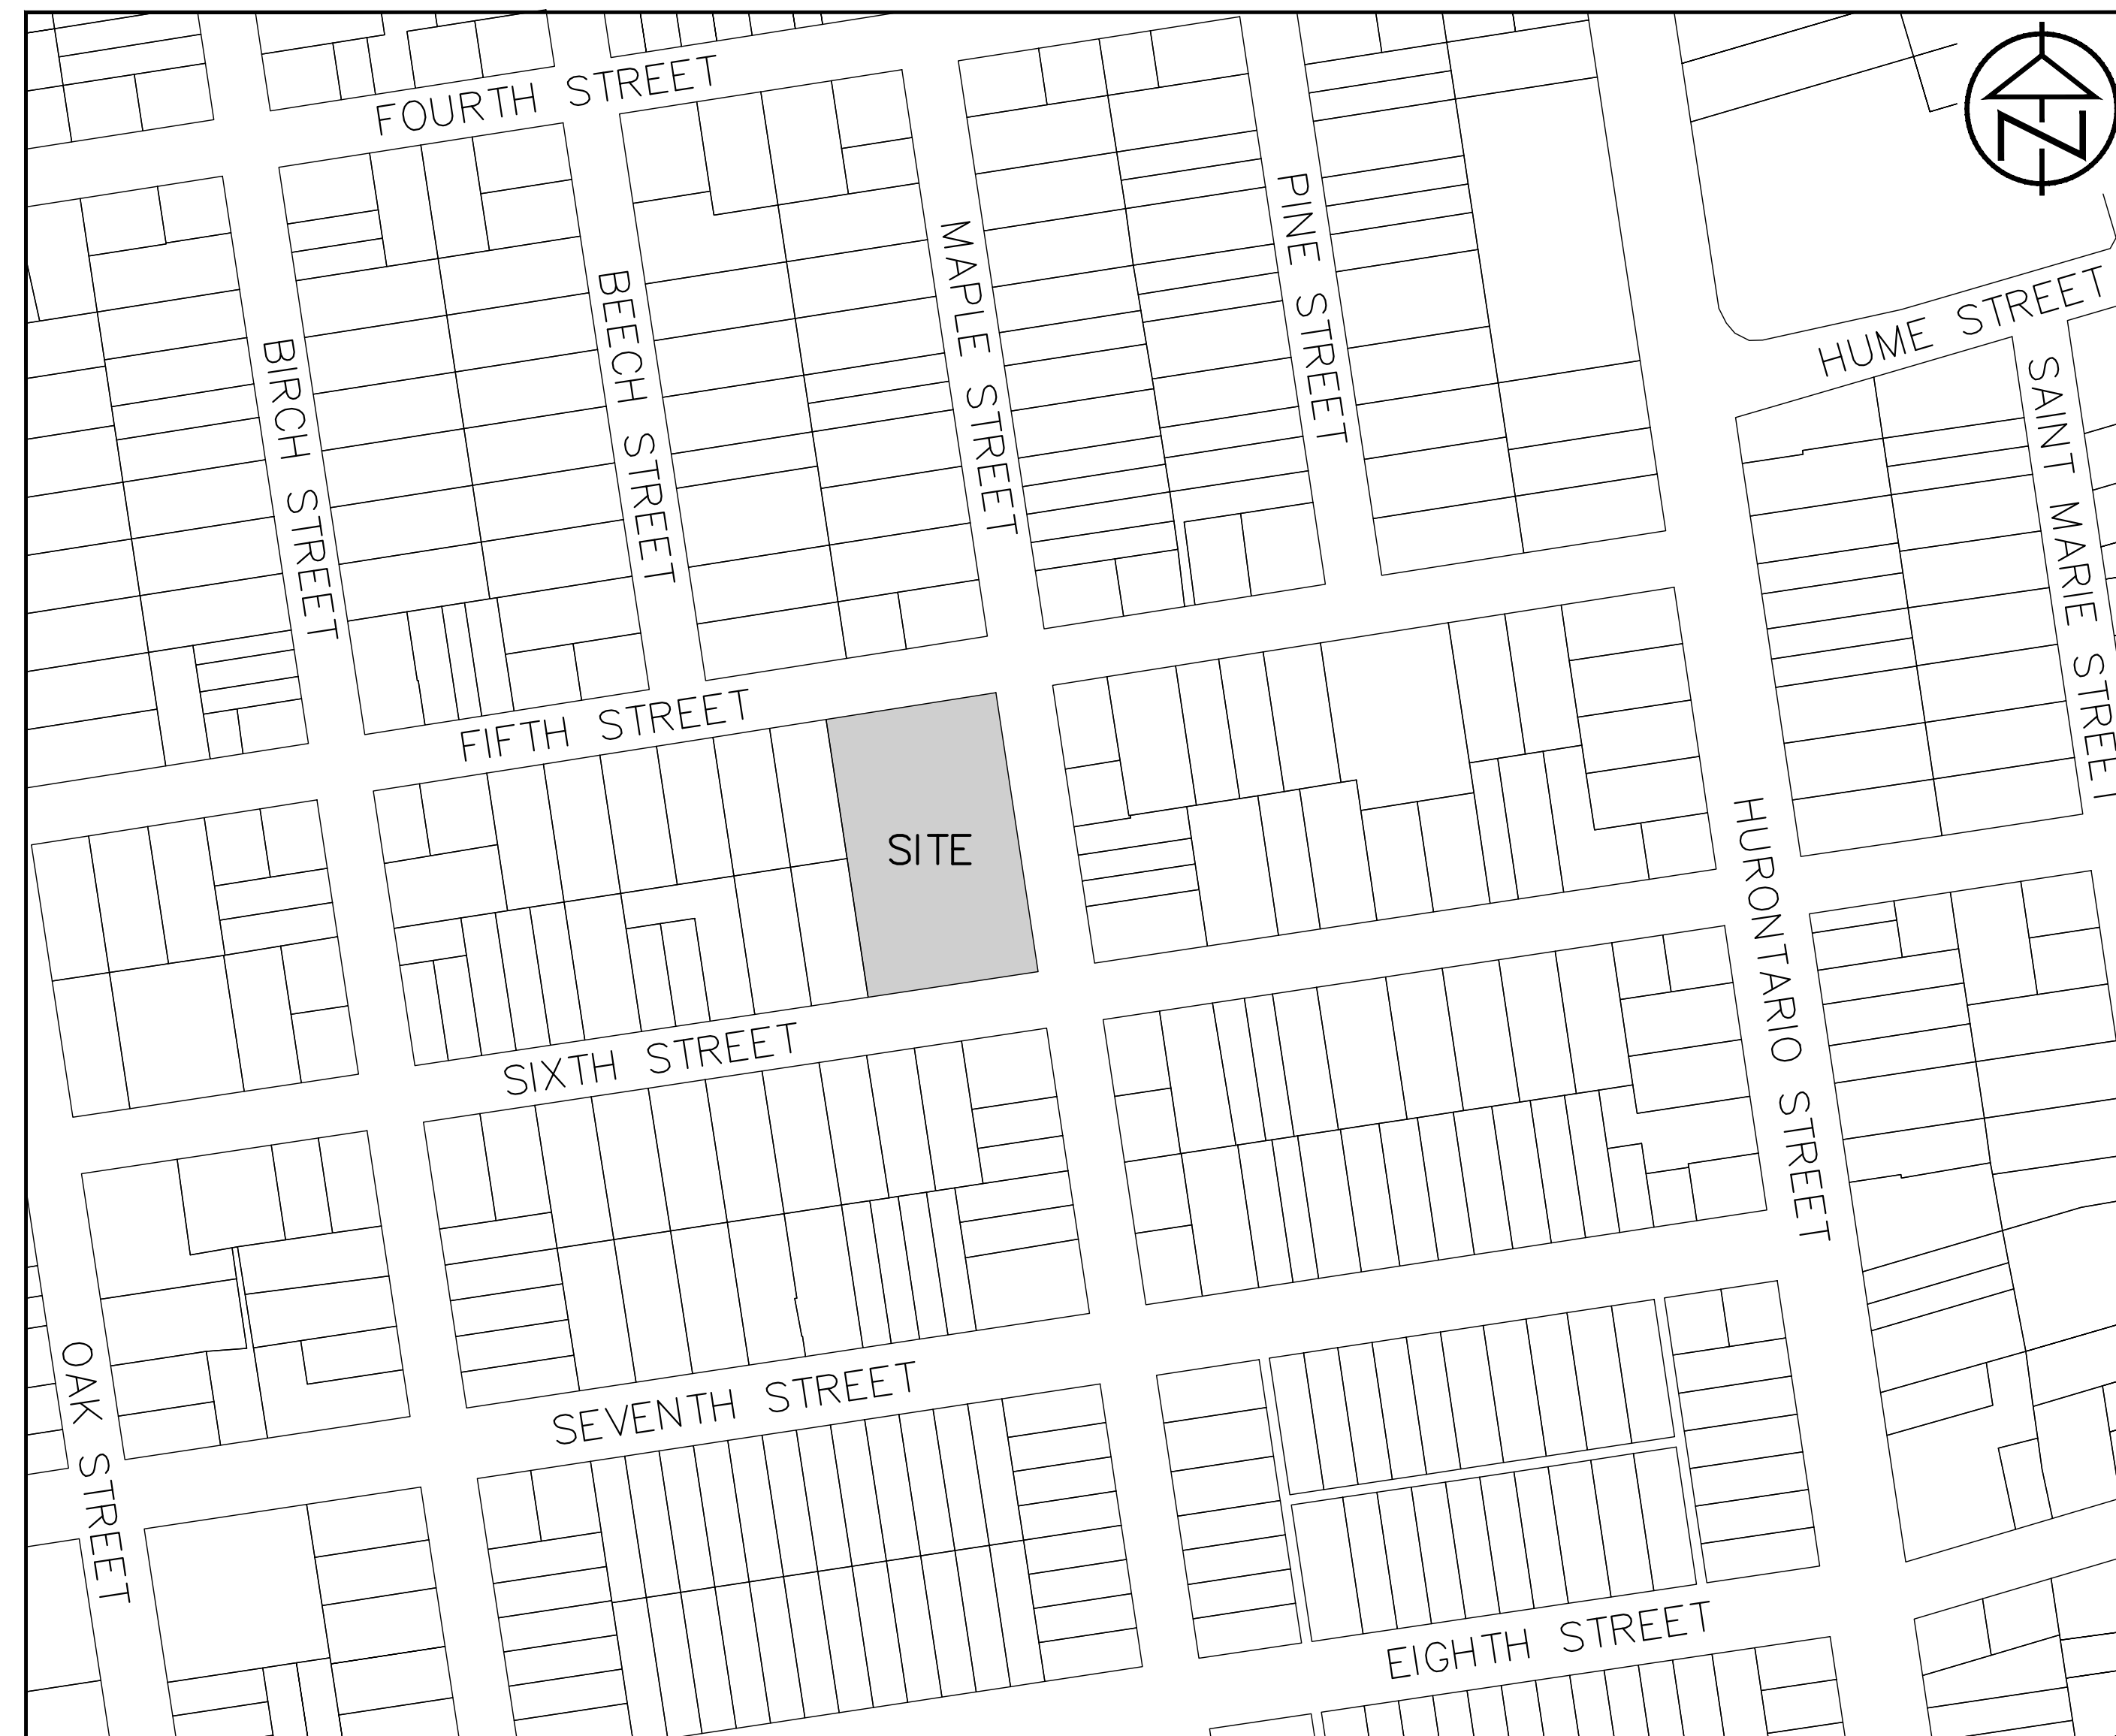 FOURTH STREET
PINE STREET
MAPLE STREET
HUME STREET
BEECH STREET
BIRCH STREET
SAINT MARIE STREET
FIFTH STREET
SITE
HURONTARIO STREET
SIXTH STREET
OAK STREET
SEVENTH STREET
EIGHTH STREET
N